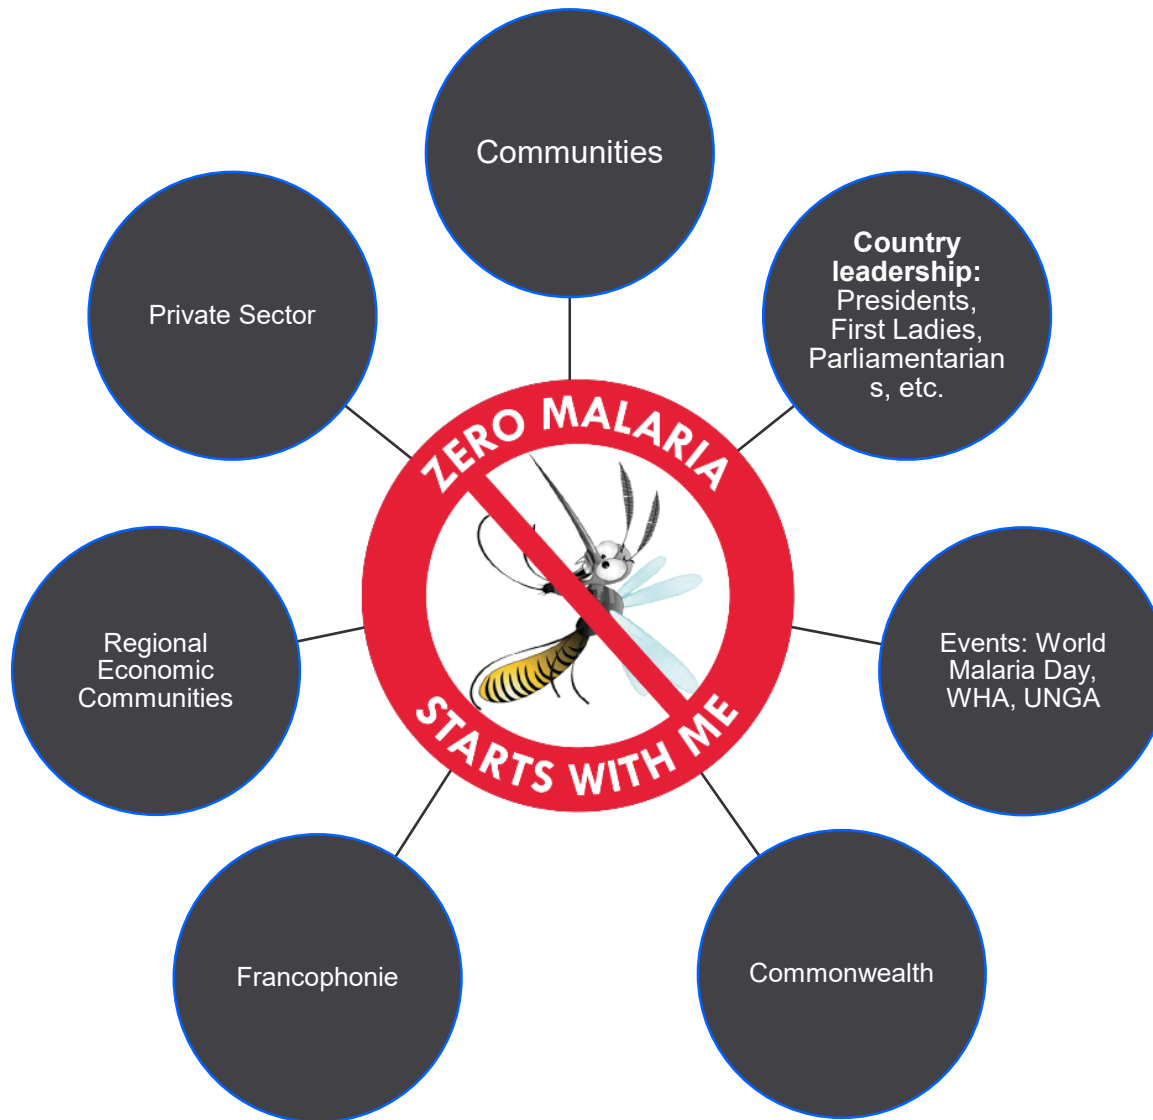 Communities
Country
leadership:
Presidents,
First Ladies,
Parliamentarian
s, etc.
Private Sector
ZERO MALARIA
STARTS WITH ME
Regional
Economic
Communities
Events: World
Malaria Day,
WHA, UNGA
Francophonie
Commonwealth